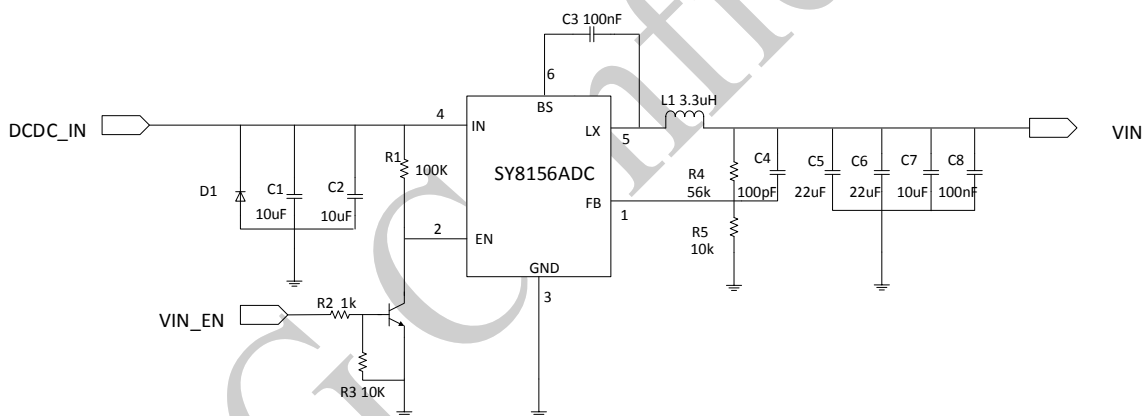 C3 100nF
6
BS
L1 3.3uH
DCDC_IN
4
IN
LX
5
VIN
R1
100K
SY8156ADC
D1
C1
10uF
C2
10uF
R4
56k
C4
100pF
C5
22uF
C6
22uF
C7
10uF
C8
100nF
FB
1
2
EN
R5
10k
GND
3
VIN_EN
R2 1k
R3 10K